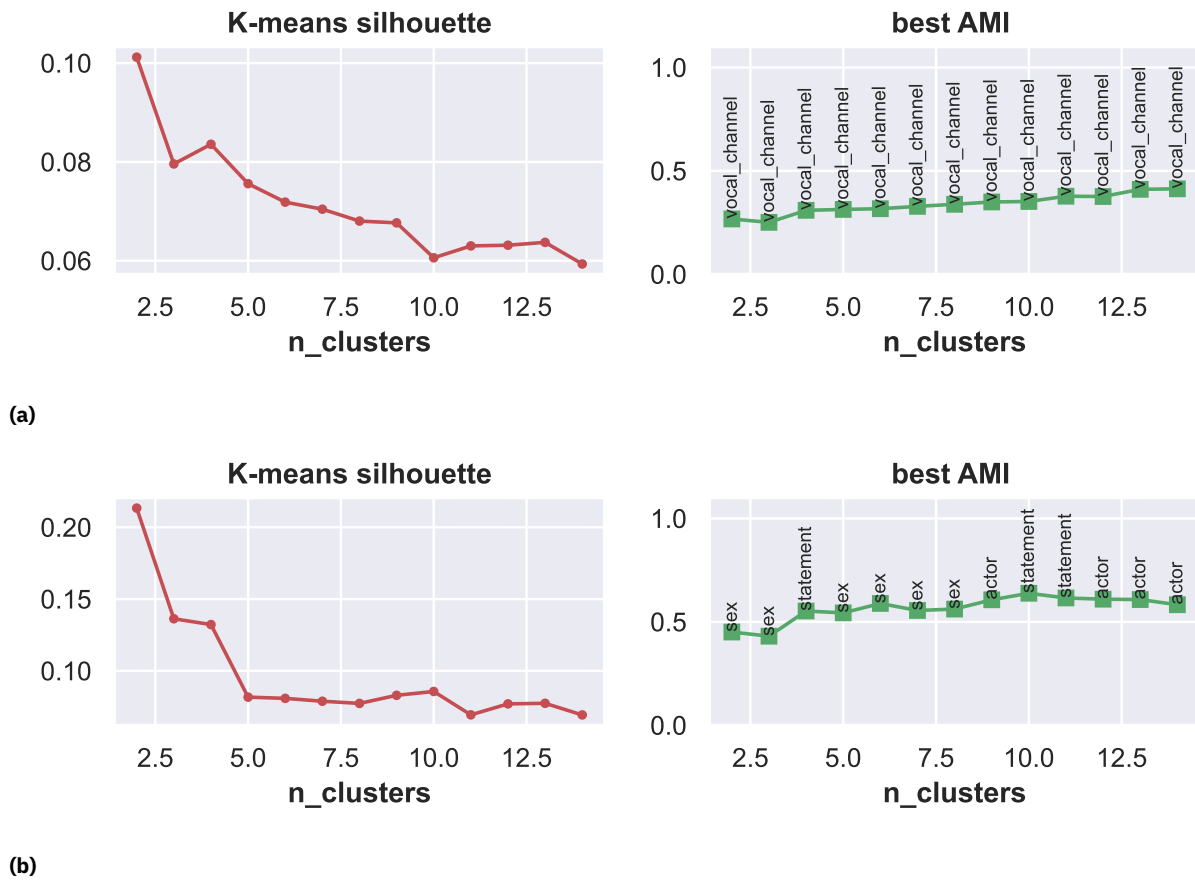 K-means silhouette
0.10
0.08
0.06
2.5 5.0 7.5 10.0 12.5
n_clusters
best AMI
1.0
0.5
0.0
vocal_channel
vocal_channel
vocal_channel
vocal_channel
vocal_channel
vocal_channel
vocal_channel
vocal_channel
vocal_channel
vocal_channel
vocal_channel
vocal_channel
vocal_channel
2.5 5.0 7.5 10.0 12.5
n_clusters
(a)
K-means silhouette
0.20
0.15
0.10
2.5 5.0 7.5 10.0 12.5
n_clusters
best AMI
1.0
0.5
0.0
sex
sex
statement
sex
sex
sex
sex
actor
statement
statement
actor
actor
actor
2.5 5.0 7.5 10.0 12.5
n_clusters
(b)